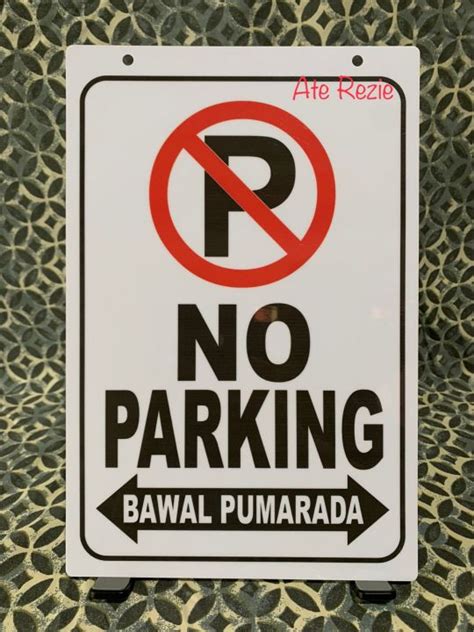 Ate Rezie
P
NO
PARKING
BAWAL PUMARADA